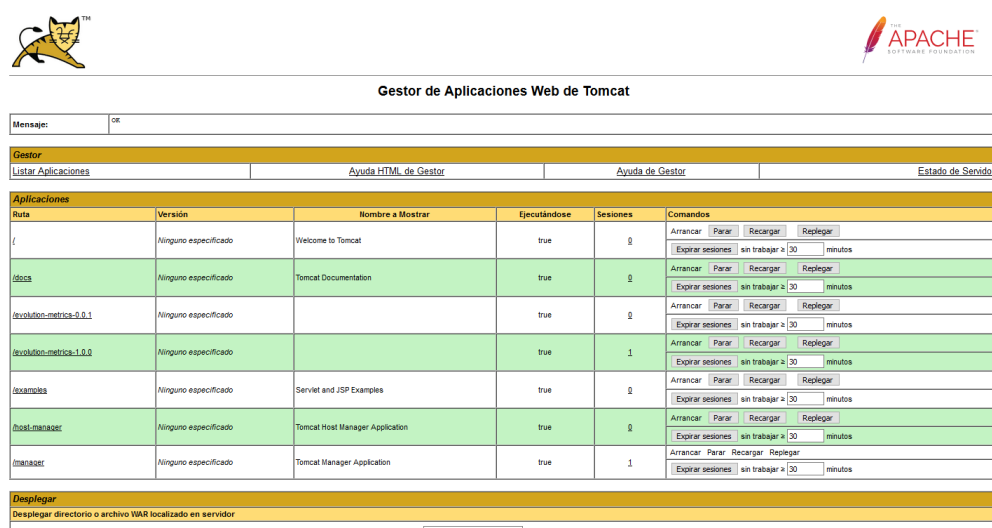 TM
THE
APACHE
SOFTWARE FOUNDATION
Gestor de Aplicaciones Web de Tomcat
Mensaje: OK
Gestor
Listar Aplicaciones Ayuda HTML de Gestor Ayuda de Gestor Estado de Servido
Aplicaciones
Ruta Versión Nombre a Mostrar Ejecutándose Sesiones Comandos
/ Ninguno especificado Welcome to Tomcat true 0 Arrancar Parar Recargar Replegar
Expirar sesiones sin trabajar ≥ 30 minutos
/docs Ninguno especificado Tomcat Documentation true 0 Arrancar Parar Recargar Replegar
Expirar sesiones sin trabajar ≥ 30 minutos
/evolution-metrics-0.0.1 Ninguno especificado true 0 Arrancar Parar Recargar Replegar
Expirar sesiones sin trabajar ≥ 30 minutos
/evolution-metrics-1.0.0 Ninguno especificado true 1 Arrancar Parar Recargar Replegar
Expirar sesiones sin trabajar ≥ 30 minutos
/examples Ninguno especificado Servlet and JSP Examples true 0 Arrancar Parar Recargar Replegar
Expirar sesiones sin trabajar ≥ 30 minutos
/host-manager Ninguno especificado Tomcat Host Manager Application true 0 Arrancar Parar Recargar Replegar
Expirar sesiones sin trabajar ≥ 30 minutos
/manager Ninguno especificado Tomcat Manager Application true 1 Arrancar Parar Recargar Replegar
Expirar sesiones sin trabajar ≥ 30 minutos
Desplegar
Desplegar directorio o archivo WAR localizado en servidor